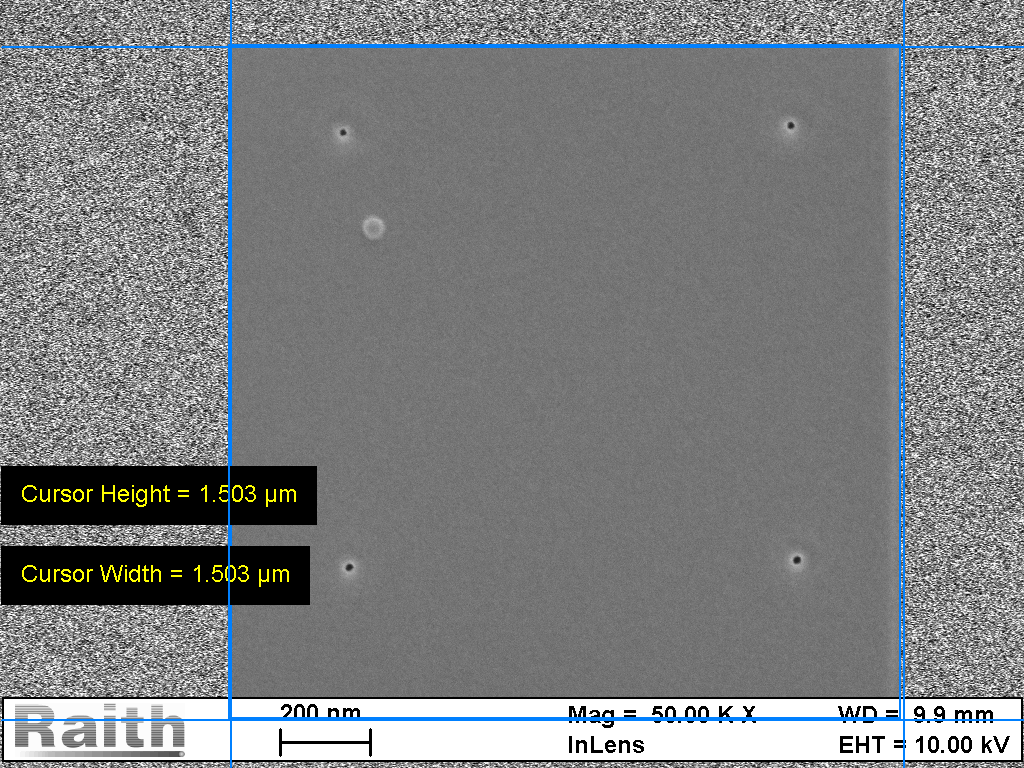 Cursor Height = 1.503 µm
Cursor Width = 1.503 µm
Raith
200 nm
Mag = 50.00 K X
WD = 9.9 mm
InLens
EHT = 10.00 kV